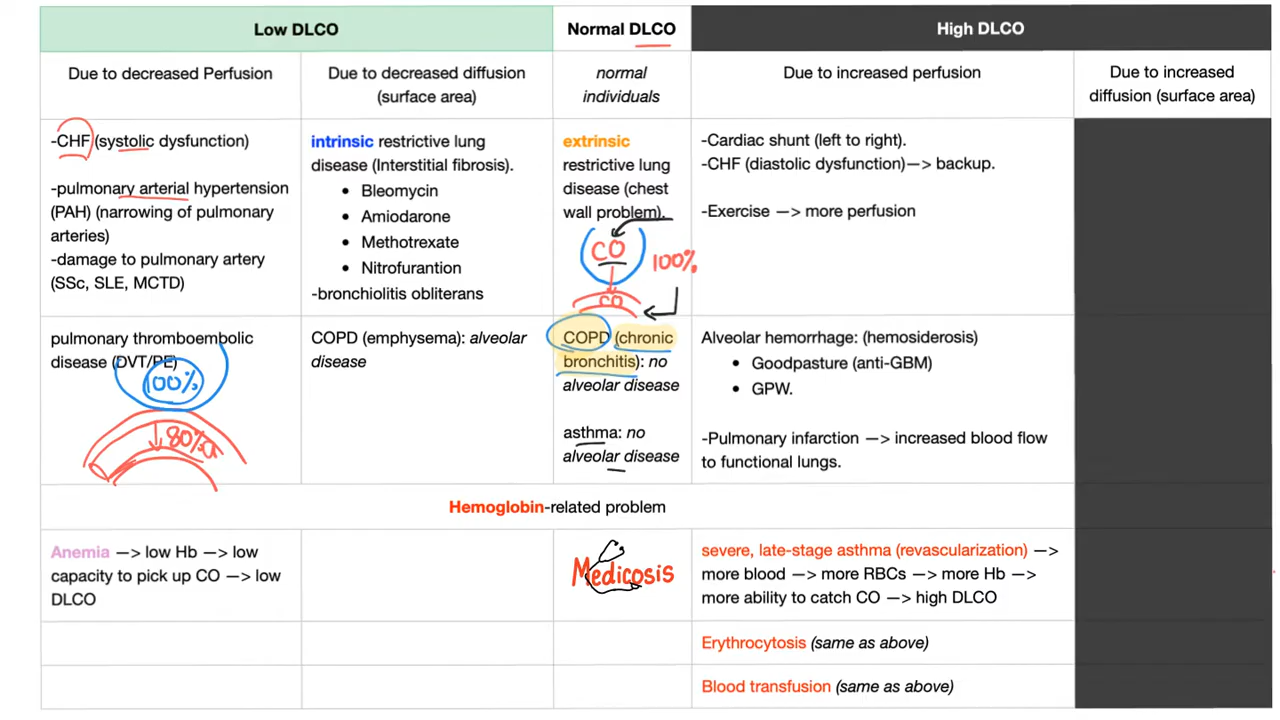 Low DLCO
Normal DLCO
High DLCO
Due to decreased Perfusion
Due to decreased diffusion
(surface area)
normal
individuals
Due to increased perfusion
Due to increased
diffusion (surface area)
-CHF (systolic dysfunction)
-pulmonary arterial hypertension
(PAH) (narrowing of pulmonary
arteries)
-damage to pulmonary artery
(SSc, SLE, MCTD)
intrinsic restrictive lung
disease (Interstitial fibrosis).
• Bleomycin
• Amiodarone
• Methotrexate
• Nitrofurantion
-bronchiolitis obliterans
extrinsic
restrictive lung
disease (chest
wall problem).
CO
100%
CO
-Cardiac shunt (left to right).
-CHF (diastolic dysfunction)—> backup.
-Exercise —> more perfusion
pulmonary thromboembolic
disease (DVT/PE)
100%
80%
COPD (emphysema): alveolar
disease
COPD (chronic
bronchitis): no
alveolar disease
asthma: no
alveolar disease
Alveolar hemorrhage: (hemosiderosis)
• Goodpasture (anti-GBM)
• GPW.
-Pulmonary infarction —> increased blood flow
to functional lungs.
Hemoglobin-related problem
Anemia —> low Hb —> low
capacity to pick up CO —> low
DLCO
Medicosis
severe, late-stage asthma (revascularization) —>
more blood —> more RBCs —> more Hb —>
more ability to catch CO —> high DLCO
Erythrocytosis (same as above)
Blood transfusion (same as above)